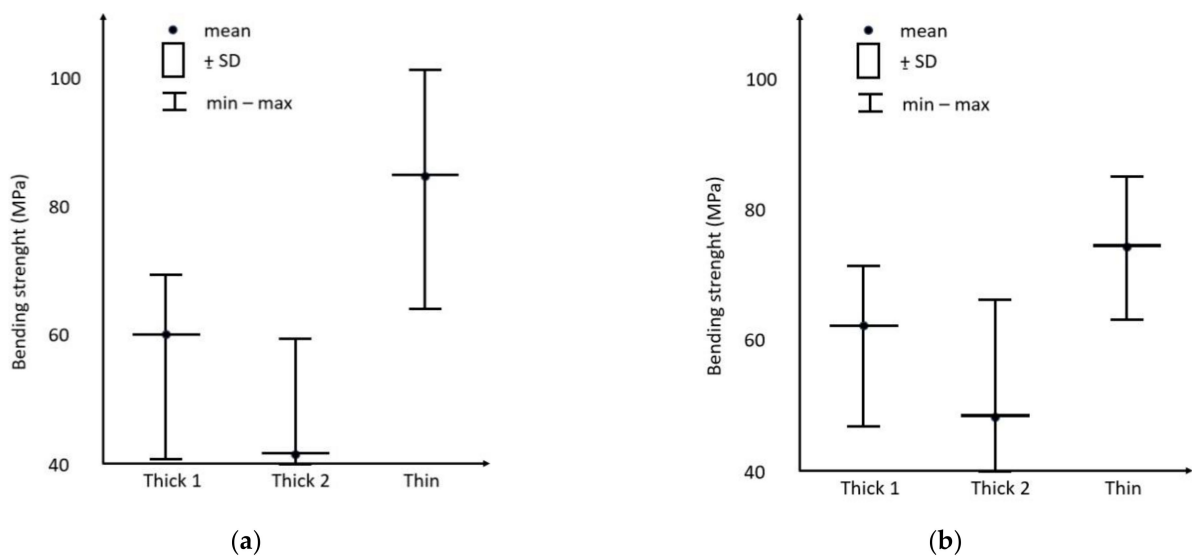 mean
± SD
min – max
100
80
60
40
Bending strenght (MPa)
Thick 1
Thick 2
Thin
(a)
mean
± SD
min – max
100
80
60
40
Bending strenght (MPa)
Thick 1
Thick 2
Thin
(b)